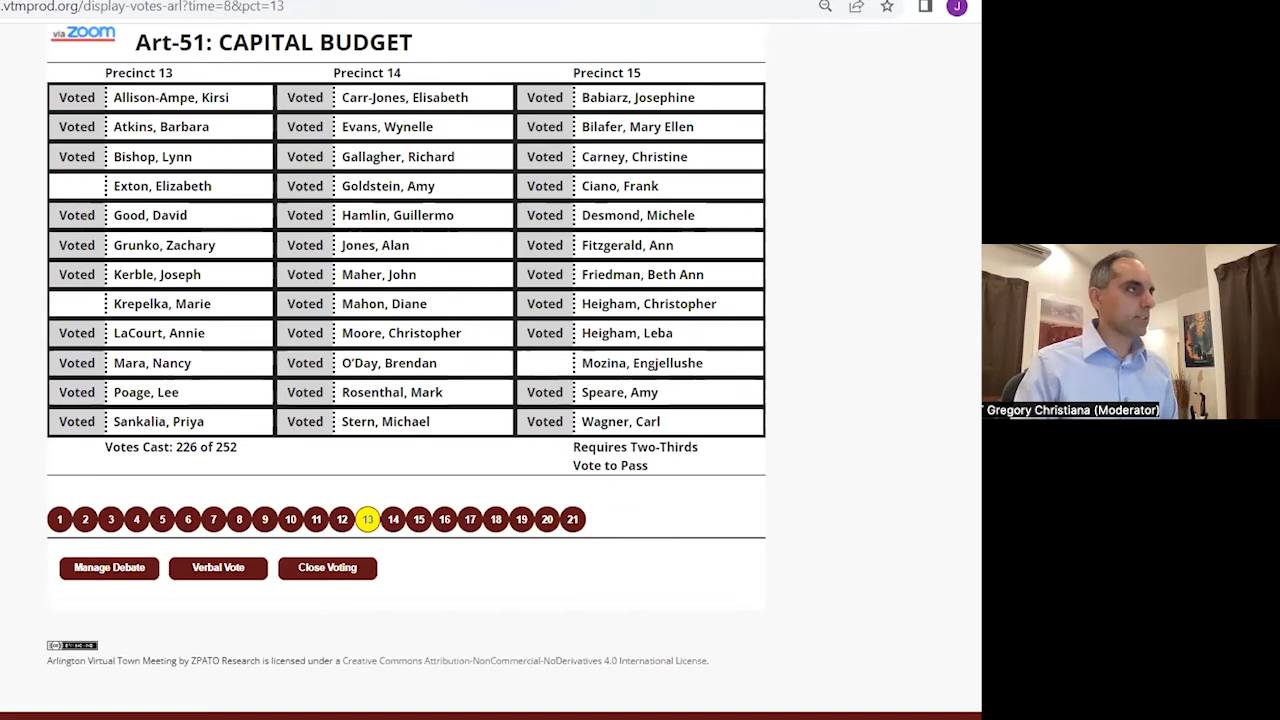 .vtmprod.org/display-votes-arl?time=8&pct=13
J
via zoom
Art-51: CAPITAL BUDGET
Precinct 13 Precinct 14 Precinct 15
Voted Allison-Ampe, Kirsi Voted Carr-Jones, Elisabeth Voted Babiarz, Josephine
Voted Atkins, Barbara Voted Evans, Wynelle Voted Bilafer, Mary Ellen
Voted Bishop, Lynn Voted Gallagher, Richard Voted Carney, Christine
Exton, Elizabeth Voted Goldstein, Amy Voted Ciano, Frank
Voted Good, David Voted Hamlin, Guillermo Voted Desmond, Michele
Voted Grunko, Zachary Voted Jones, Alan Voted Fitzgerald, Ann
Voted Kerble, Joseph Voted Maher, John Voted Friedman, Beth Ann
Krepelka, Marie Voted Mahon, Diane Voted Heigham, Christopher
Voted LaCourt, Annie Voted Moore, Christopher Voted Heigham, Leba
Voted Mara, Nancy Voted O'Day, Brendan Mozina, Engjellushe
Voted Poage, Lee Voted Rosenthal, Mark Voted Speare, Amy
Voted Sankalia, Priya Voted Stern, Michael Voted Wagner, Carl
Votes Cast: 226 of 252 Requires Two-Thirds
Vote to Pass
1 2 3 4 5 6 7 8 9 10 11 12 13 14 15 16 17 18 19 20 21
Manage Debate Verbal Vote Close Voting
Arlington Virtual Town Meeting by ZPATO Research is licensed under a Creative Commons Attribution-NonCommercial-NoDerivatives 4.0 International License.
Gregory Christiana (Moderator)